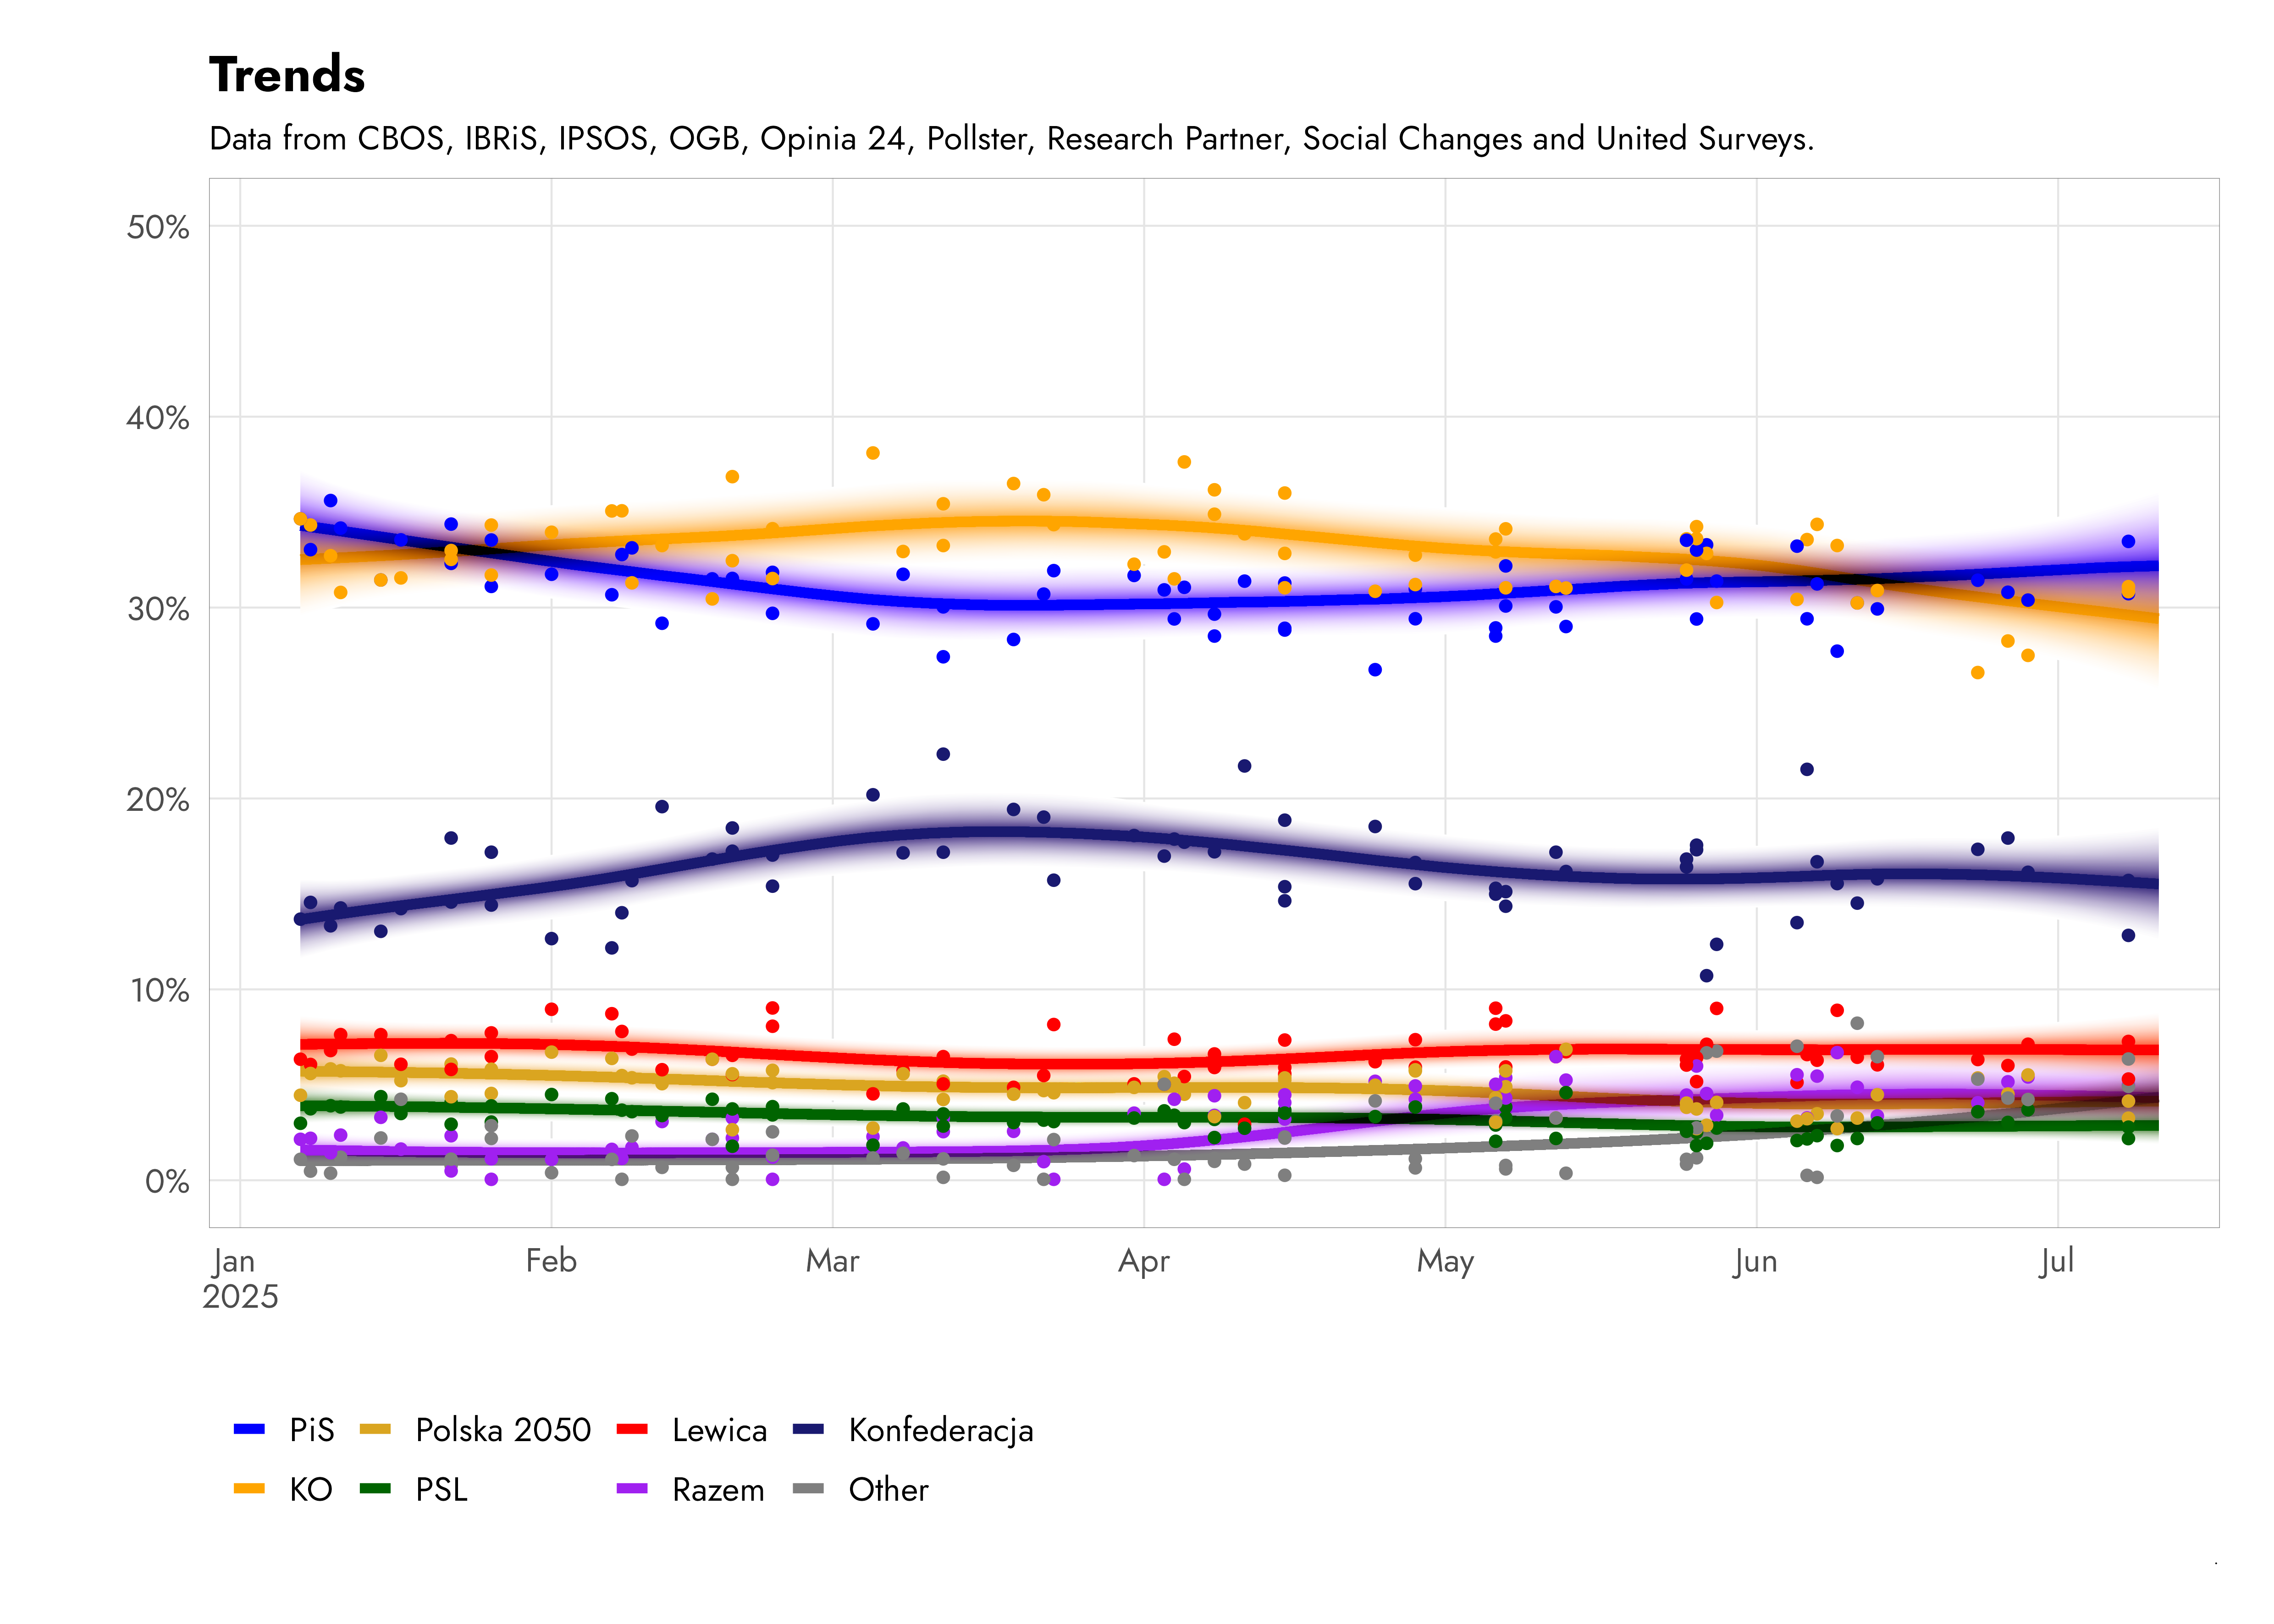 Trends
Data from CBOS, IBRiS, IPSOS, OGB, Opinia 24, Pollster, Research Partner, Social Changes and United Surveys.
50%
40%
30%
20%
10%
0%
Jan Feb Mar Apr May Jun Jul
2025
PiS Polska 2050 Lewica Konfederacja
KO PSL Razem Other
.